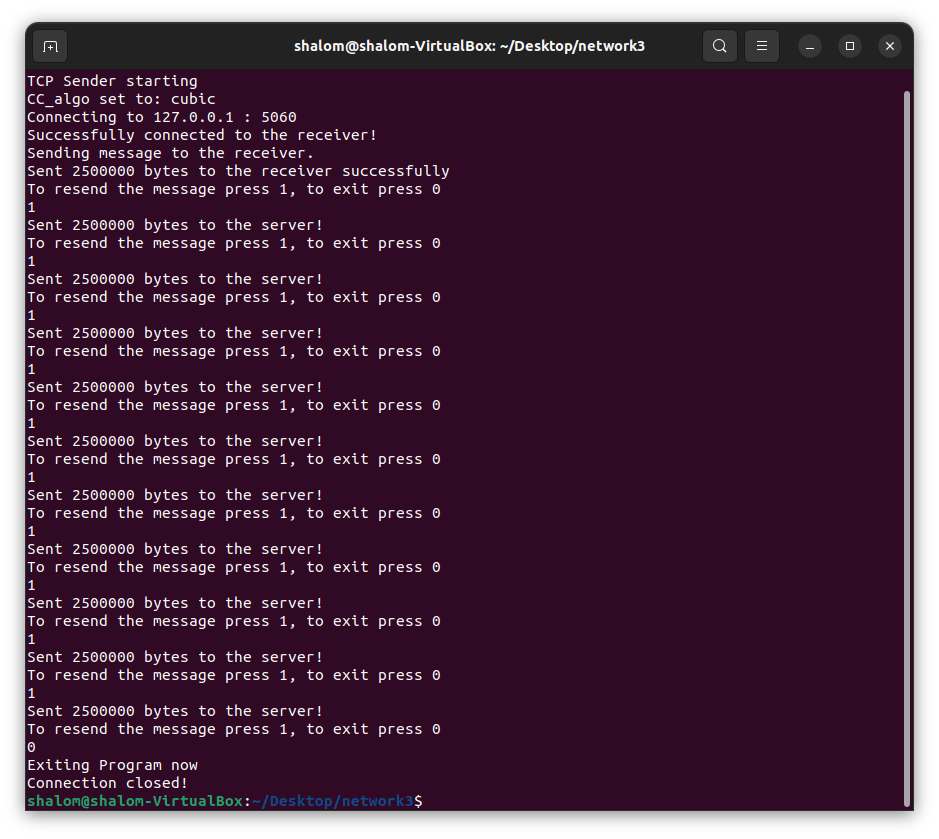 shalom@shalom-VirtualBox: ~/Desktop/network3
TCP Sender starting
CC_algo set to: cubic
Connecting to 127.0.0.1 : 5060
Successfully connected to the receiver!
Sending message to the receiver.
Sent 2500000 bytes to the receiver successfully
To resend the message press 1, to exit press 0
1
Sent 2500000 bytes to the server!
To resend the message press 1, to exit press 0
1
Sent 2500000 bytes to the server!
To resend the message press 1, to exit press 0
1
Sent 2500000 bytes to the server!
To resend the message press 1, to exit press 0
1
Sent 2500000 bytes to the server!
To resend the message press 1, to exit press 0
1
Sent 2500000 bytes to the server!
To resend the message press 1, to exit press 0
1
Sent 2500000 bytes to the server!
To resend the message press 1, to exit press 0
1
Sent 2500000 bytes to the server!
To resend the message press 1, to exit press 0
1
Sent 2500000 bytes to the server!
To resend the message press 1, to exit press 0
1
Sent 2500000 bytes to the server!
To resend the message press 1, to exit press 0
1
Sent 2500000 bytes to the server!
To resend the message press 1, to exit press 0
0
Exiting Program now
Connection closed!
shalom@shalom-VirtualBox:~/Desktop/network3$